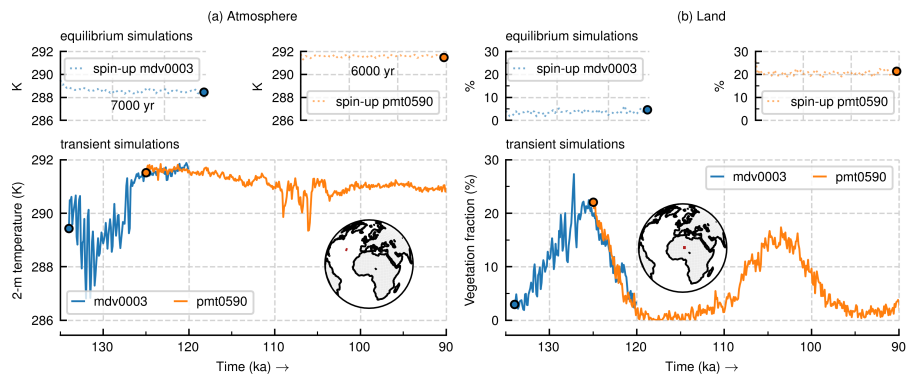 (a) Atmosphere
(b) Land
equilibrium simulations
equilibrium simulations
292
290
288
286
K
spin-up mdv0003
7000 yr
292
290
288
286
K
6000 yr
spin-up pmt0590
30
20
10
0
%
spin-up mdv0003
30
20
10
0
%
spin-up pmt0590
transient simulations
transient simulations
292
290
288
286
2-m temperature (K)
mdv0003
pmt0590
130
120
110
100
90
Time (ka) →
30
20
10
0
Vegetation fraction (%)
mdv0003
pmt0590
130
120
110
100
90
Time (ka) →